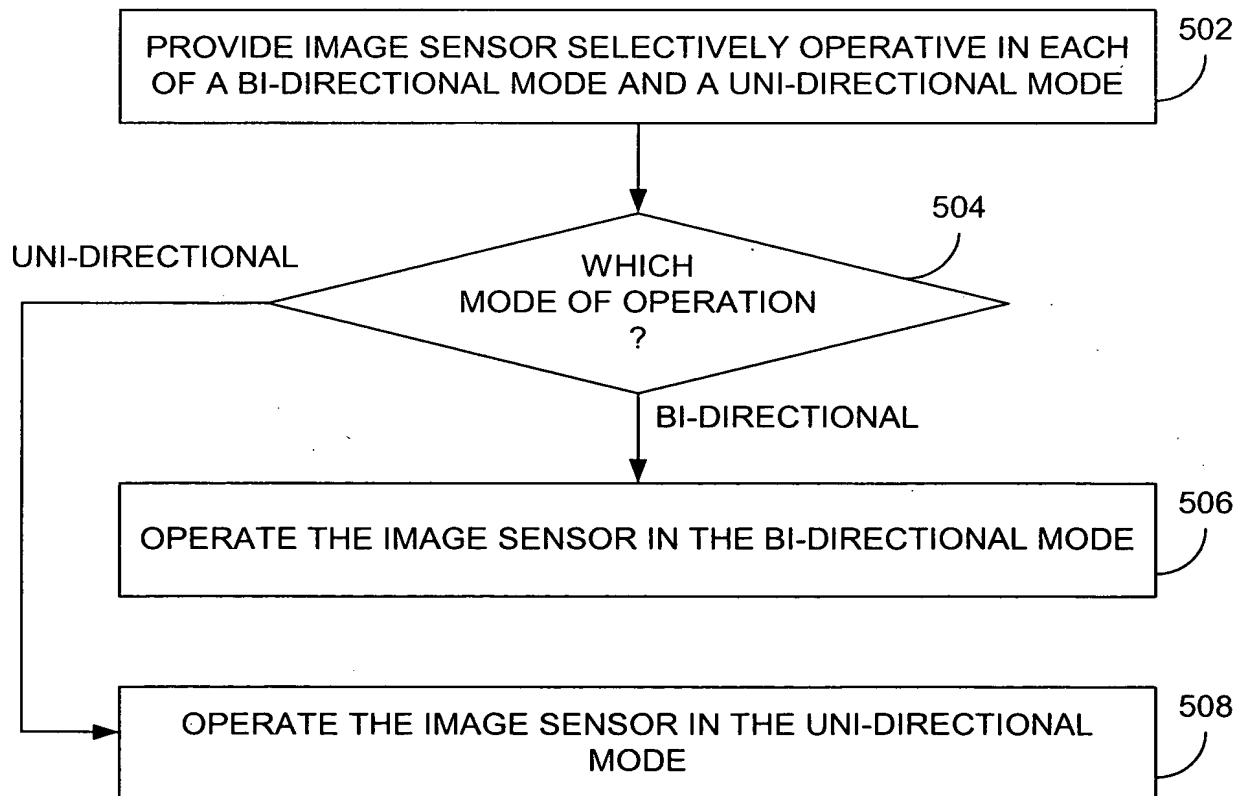 PROVIDE IMAGE SENSOR SELECTIVELY OPERATIVE IN EACH
OF A BI-DIRECTIONAL MODE AND A UNI-DIRECTIONAL MODE
502
504
UNI-DIRECTIONAL
WHICH
MODE OF OPERATION
?
BI-DIRECTIONAL
OPERATE THE IMAGE SENSOR IN THE BI-DIRECTIONAL MODE
506
OPERATE THE IMAGE SENSOR IN THE UNI-DIRECTIONAL
MODE
508